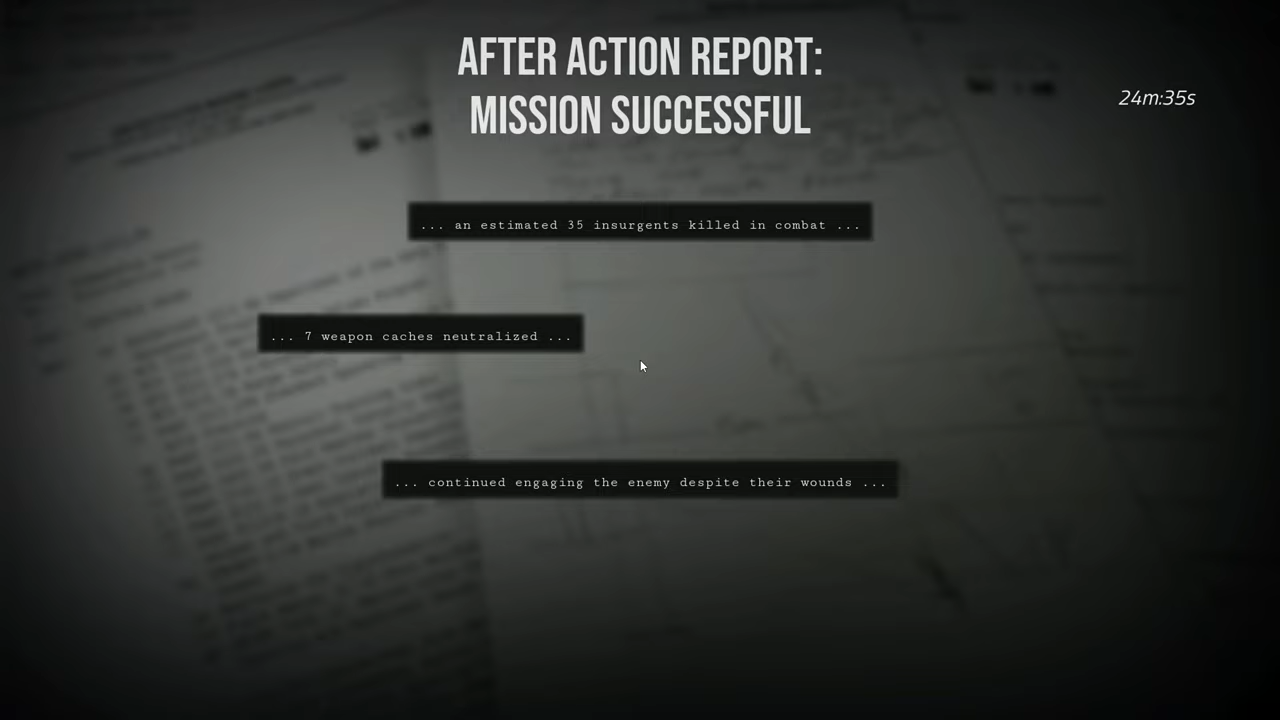 AFTER ACTION REPORT:
MISSION SUCCESSFUL
24m:35s
... an estimated 35 insurgents killed in combat ...
... 7 weapon caches neutralized ...
... continued engaging the enemy despite their wounds ...